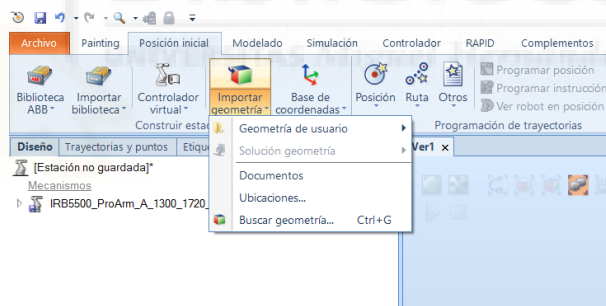 Archivo Painting Posición inicial Modelado Simulación Controlador RAPID Complementos
Biblioteca ABB Importar biblioteca Controlador virtual Importar geometría Base de coordenadas Posición Ruta Otros
Programar posición
Programar instrucción
Ver robot en posición
Construir esta Programación de trayectorias
Diseño Trayectorias y puntos Etiqu Ver1 x
Geometría de usuario
Solución geometría
Documentos
Ubicaciones...
Buscar geometría... Ctrl+G
[Estación no guardada]*
Mecanismos
IRB5500_ProArm_A_1300_1720_